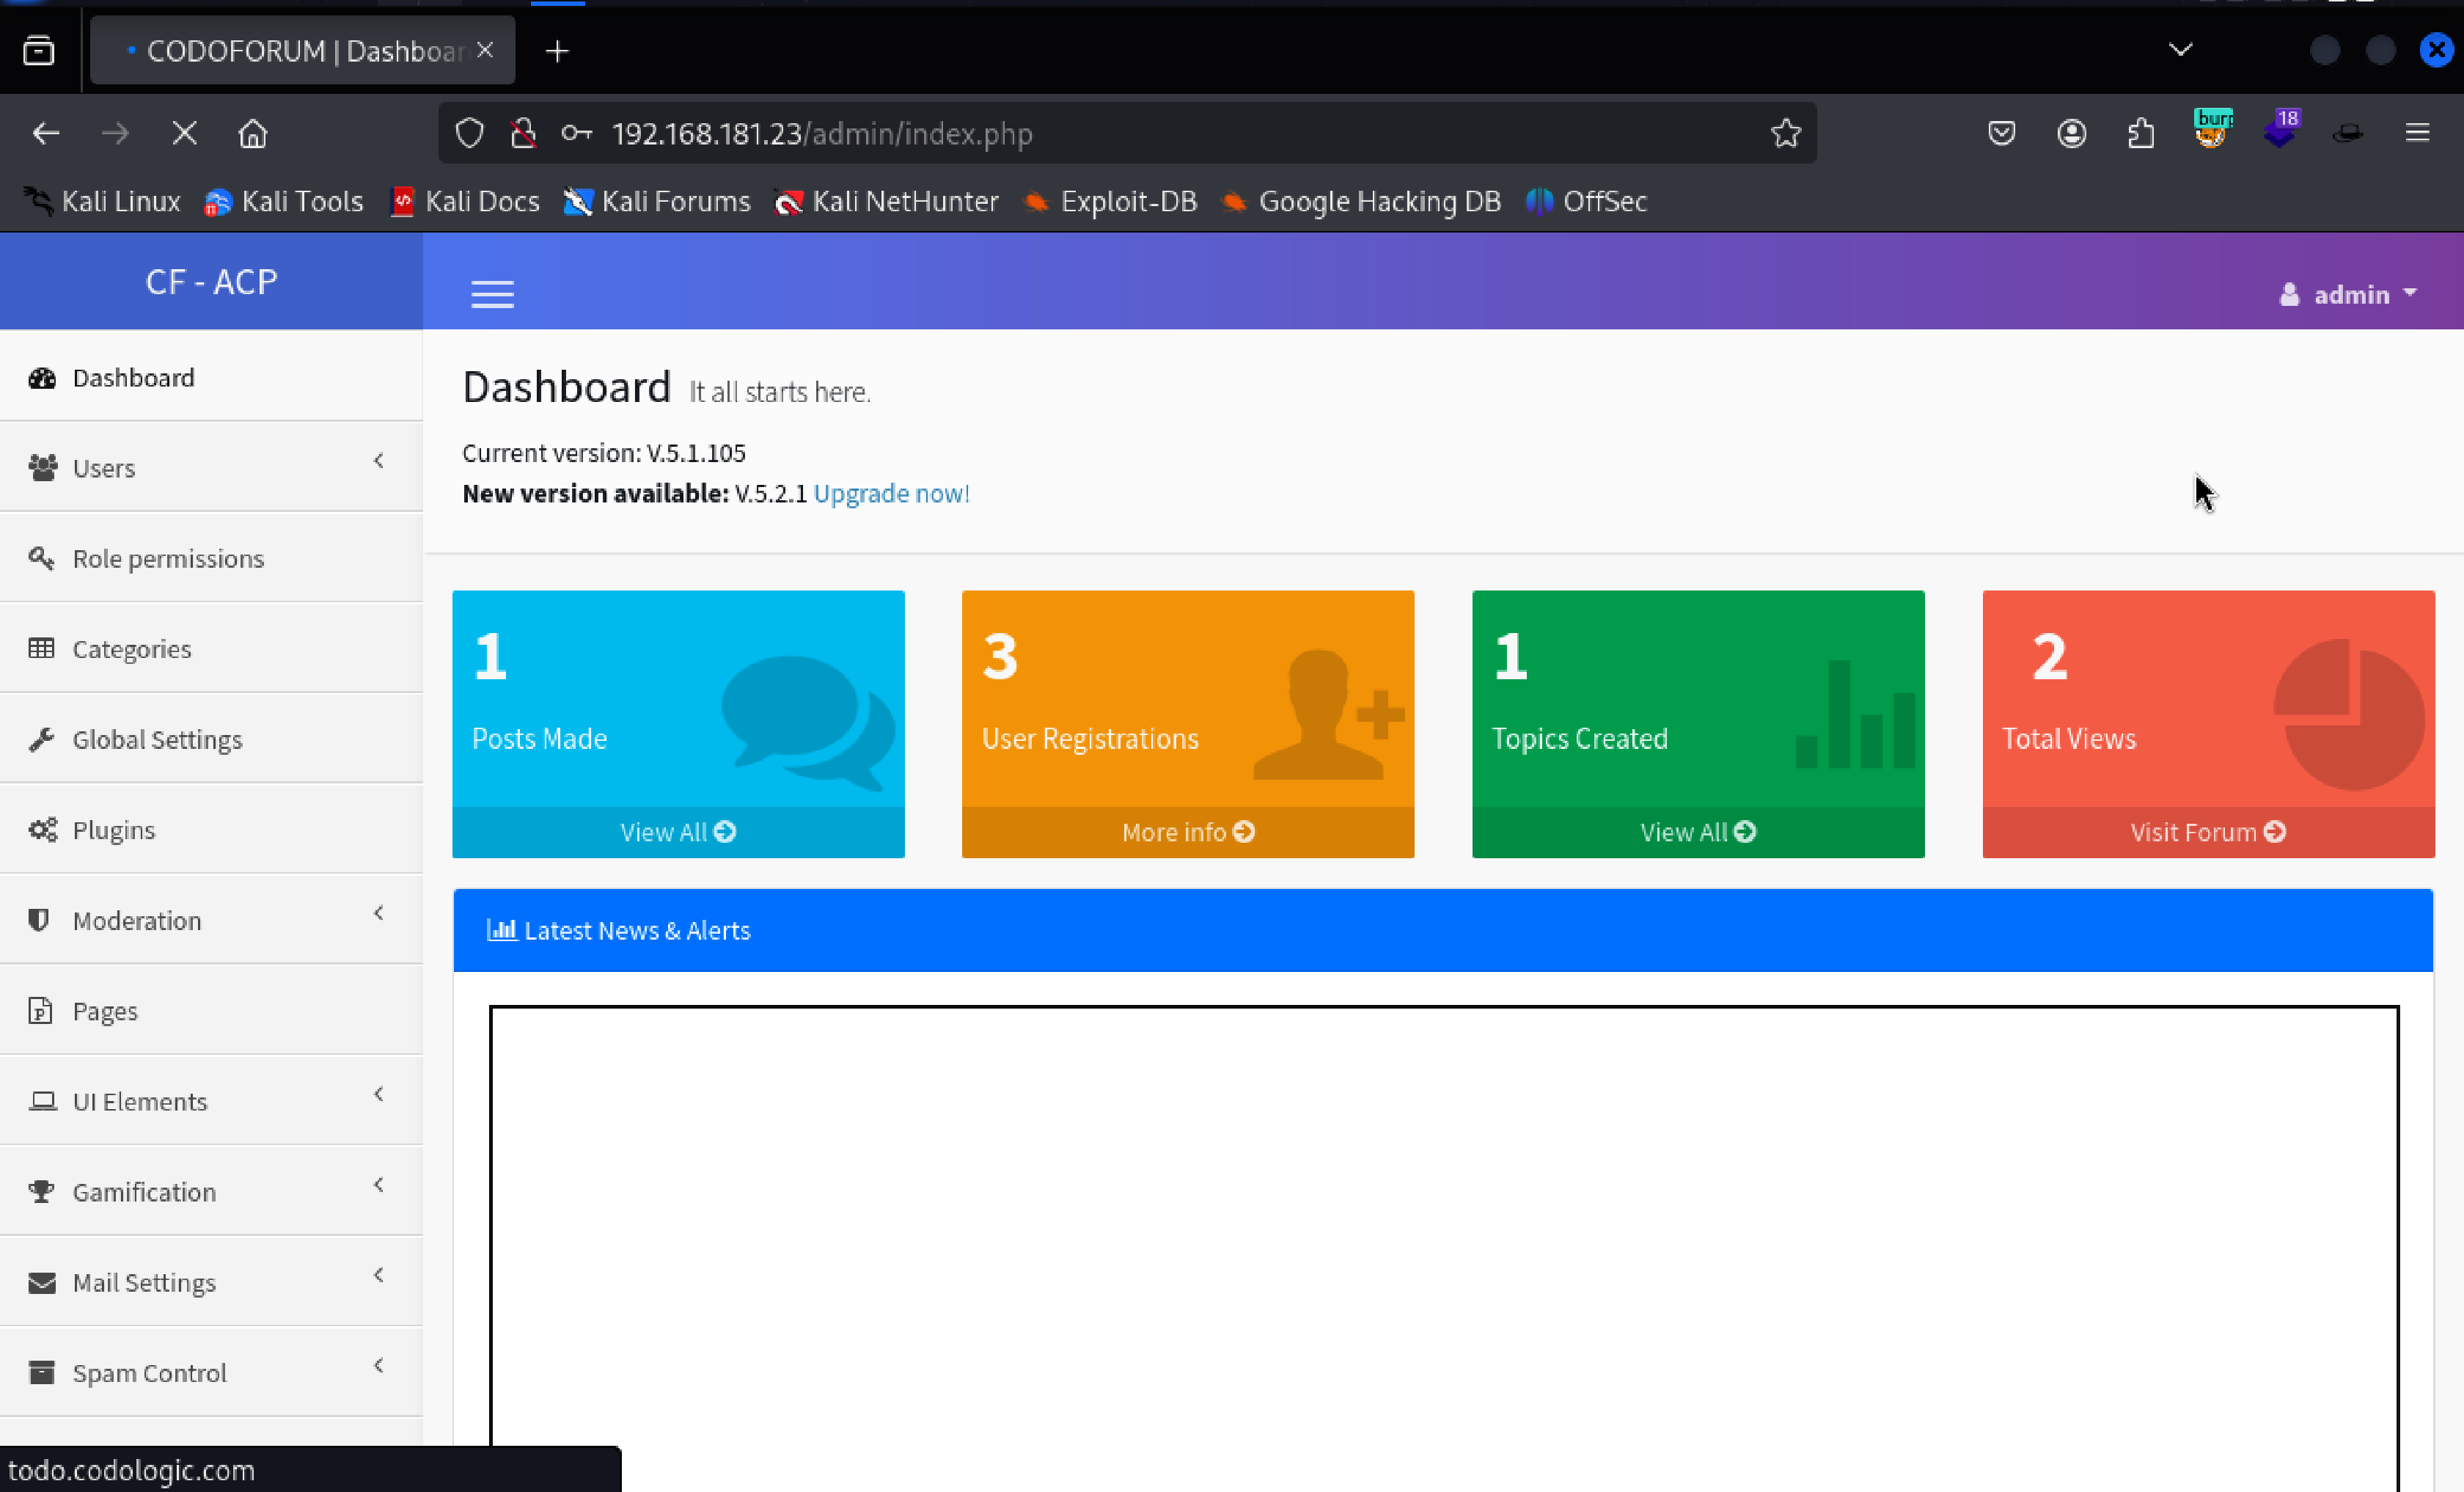 CODOFORUM | Dashboar
192.168.181.23/admin/index.php
burp
18
Kali Linux
Kali Tools
Kali Docs
Kali Forums
Kali NetHunter
Exploit-DB
Google Hacking DB
OffSec
CF - ACP
admin
Dashboard
Users
Role permissions
Categories
Global Settings
Plugins
Moderation
Pages
UI Elements
Gamification
Mail Settings
Spam Control
Dashboard It all starts here.
Current version: V.5.1.105
New version available: V.5.2.1 Upgrade now!
1
Posts Made
View All
3
User Registrations
More info
1
Topics Created
View All
2
Total Views
Visit Forum
Latest News & Alerts
todo.codologic.com